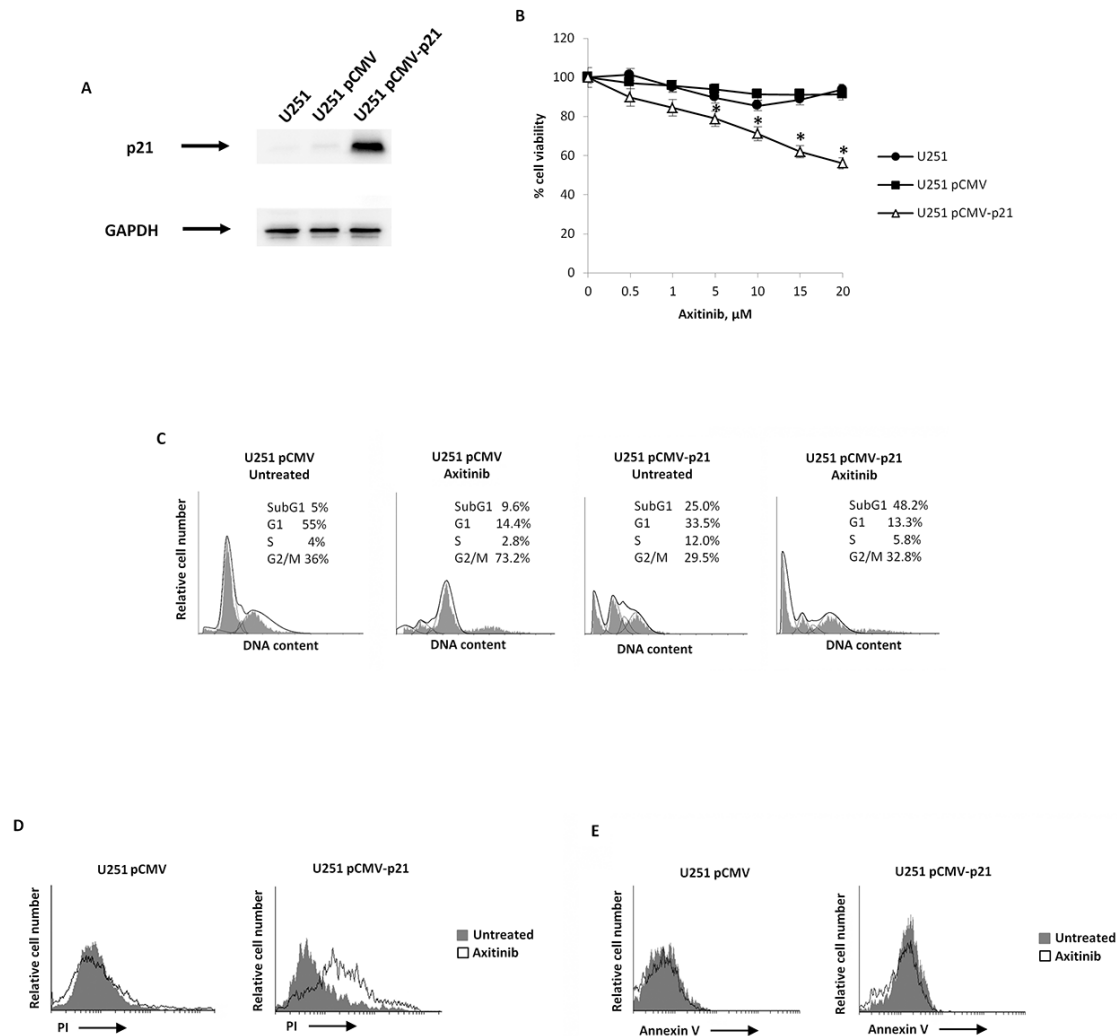 A
U251
U251 pCMV
U251 pCMV-p21
p21
GAPDH
B
120
100
80
60
40
20
0
% cell viability
* * * *
0 0.5 1 5 10 15 20
Axitinib, µM
U251
U251 pCMV
U251 pCMV-p21
C
U251 pCMV
Untreated
SubG1 5%
G1 55%
S 4%
G2/M 36%
Relative cell number
DNA content
U251 pCMV
Axitinib
SubG1 9.6%
G1 14.4%
S 2.8%
G2/M 73.2%
DNA content
U251 pCMV-p21
Untreated
SubG1 25.0%
G1 33.5%
S 12.0%
G2/M 29.5%
DNA content
U251 pCMV-p21
Axitinib
SubG1 48.2%
G1 13.3%
S 5.8%
G2/M 32.8%
DNA content
D
U251 pCMV
Relative cell number
PI
U251 pCMV-p21
Relative cell number
PI
Untreated
Axitinib
E
U251 pCMV
Relative cell number
Annexin V
U251 pCMV-p21
Relative cell number
Annexin V
Untreated
Axitinib